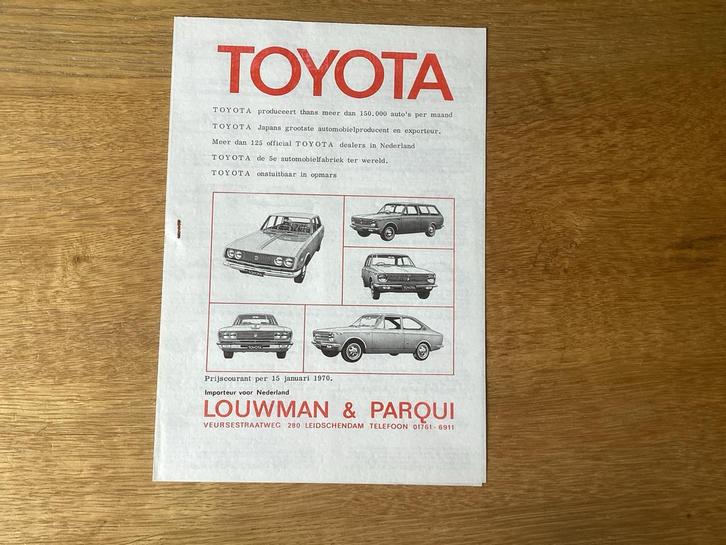 TOYOTA
TOYOTA produceert thans meer dan 150.000 auto's per maand
TOYOTA Japans grootste automobielproducent en exporteur.
Meer dan 125 official TOYOTA dealers in Nederland
TOYOTA de 5e automobielfabriek ter wereld.
TOYOTA onstuitbaar in opmars
Prijscourant per 15 januari 1970.
Importeur voor Nederland
LOUWMAN & PARQUI
VEURSESTRAATWEG 280 LEIDSCHENDAM TELEFOON 01761-6911